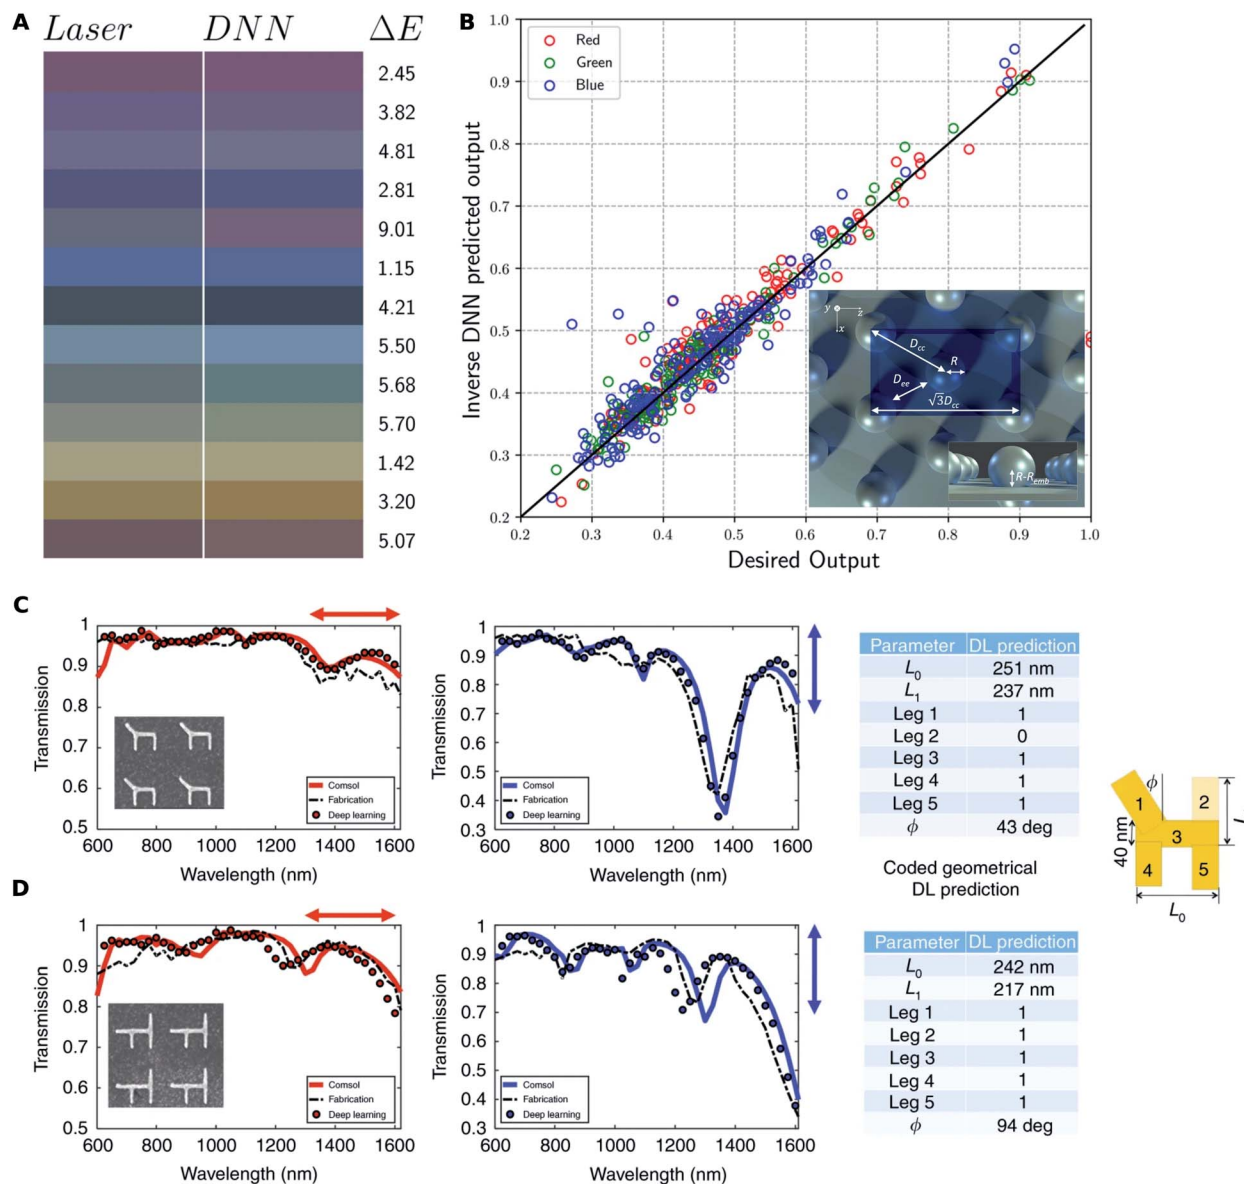 A
Laser DNN ΔE
2.45
3.82
4.81
2.81
9.01
1.15
4.21
5.50
5.68
5.70
1.42
3.20
5.07
B
Inverse DNN predicted output
1.0
0.9
0.8
0.7
0.6
0.5
0.4
0.3
0.2
Red
Green
Blue
y z
x
Dcc
R
Dee
√3Dcc
R-Remb
0.2 0.3 0.4 0.5 0.6 0.7 0.8 0.9 1.0
Desired Output
C
Transmission
1
0.9
0.8
0.7
0.6
0.5
Comsol
Fabrication
Deep learning
600 800 1000 1200 1400 1600
Wavelength (nm)
Transmission
1
0.9
0.8
0.7
0.6
0.5
0.4
0.3
Comsol
Fabrication
Deep learning
600 800 1000 1200 1400 1600
Wavelength (nm)
Parameter DL prediction
L0 251 nm
L1 237 nm
Leg 1 1
Leg 2 0
Leg 3 1
Leg 4 1
Leg 5 1
ϕ 43 deg
Coded geometrical
DL prediction
ϕ
1 2
3
4 5
40 nm
L0
D
Transmission
1
0.9
0.8
0.7
0.6
0.5
Comsol
Fabrication
Deep learning
600 800 1000 1200 1400 1600
Wavelength (nm)
Transmission
1
0.9
0.8
0.7
0.6
0.5
0.4
0.3
Comsol
Fabrication
Deep learning
600 800 1000 1200 1400 1600
Wavelength (nm)
Parameter DL prediction
L0 242 nm
L1 217 nm
Leg 1 1
Leg 2 1
Leg 3 1
Leg 4 1
Leg 5 1
ϕ 94 deg